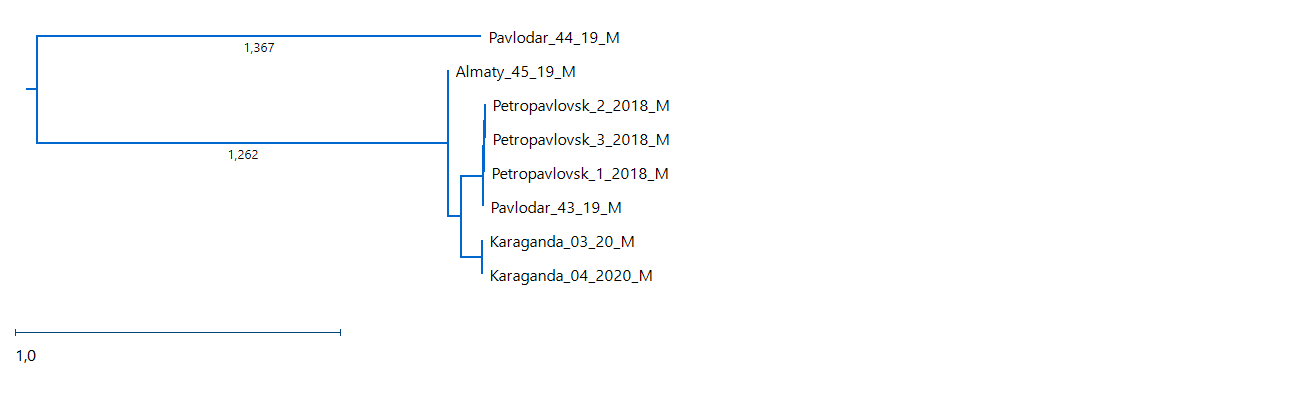 Pavlodar_44_19_M
1,367
Almaty_45_19_M
Petropavlovsk_2_2018_M
Petropavlovsk_3_2018_M
1,262
Petropavlovsk_1_2018_M
Pavlodar_43_19_M
Karaganda_03_20_M
Karaganda_04_2020_M
1,0